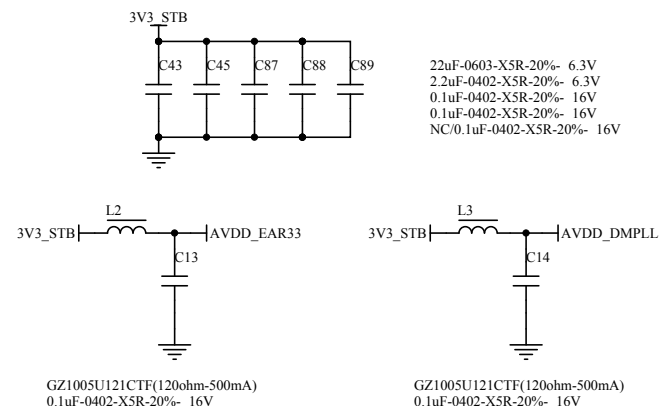 3V3_STB
C43 C45 C87 C88 C89
22uF-0603-X5R-20%- 6.3V
2.2uF-0402-X5R-20%- 6.3V
0.1uF-0402-X5R-20%- 16V
0.1uF-0402-X5R-20%- 16V
NC/0.1uF-0402-X5R-20%- 16V
L2
3V3_STB AVDD_EAR33
C13
GZ1005U121CTF(120ohm-500mA)
0.1uF-0402-X5R-20%- 16V
L3
3V3_STB AVDD_DMPLL
C14
GZ1005U121CTF(120ohm-500mA)
0.1uF-0402-X5R-20%- 16V